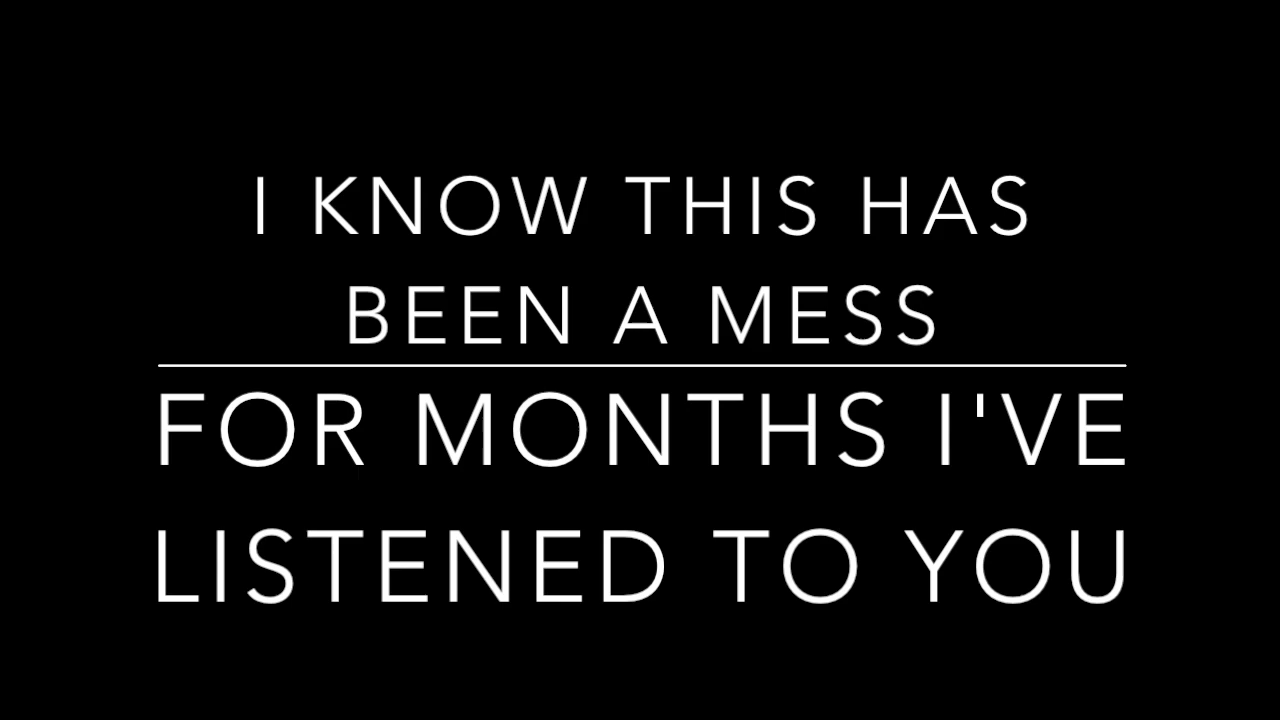 I KNOW THIS HAS
BEEN A MESS
FOR MONTHS I'VE
LISTENED TO YOU